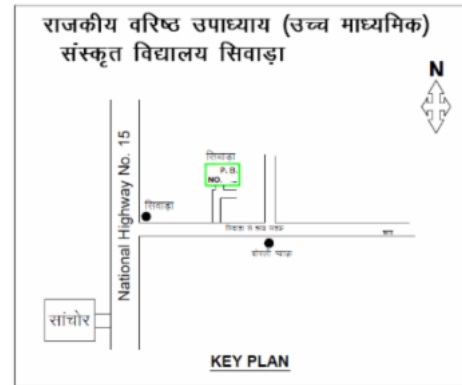 राजकीय वरिष्ठ उपाध्याय (उच्च माध्यमिक)
संस्कृत विद्यालय सिवाड़ा
N
National Highway No. 15
सिवाड़ा
P. B.
NO.
सिवाड़ा
सांचोर
KEY PLAN